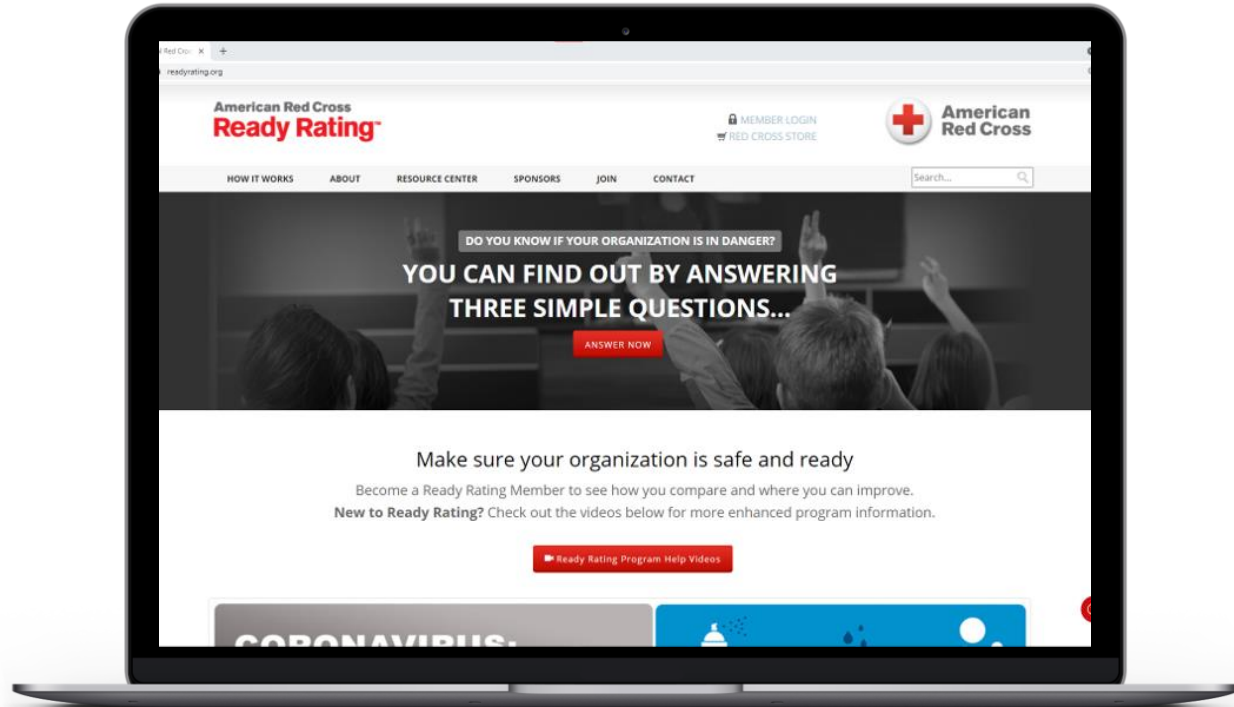 l Red Cros
readyrating.org
American Red Cross
Ready Rating™
MEMBER LOGIN
RED CROSS STORE
American
Red Cross
HOW IT WORKS ABOUT RESOURCE CENTER SPONSORS JOIN CONTACT
Search...
DO YOU KNOW IF YOUR ORGANIZATION IS IN DANGER?
YOU CAN FIND OUT BY ANSWERING
THREE SIMPLE QUESTIONS...
ANSWER NOW
Make sure your organization is safe and ready
Become a Ready Rating Member to see how you compare and where you can improve.
New to Ready Rating? Check out the videos below for more enhanced program information.
Ready Rating Program Help Videos
CORONAVIRUS: